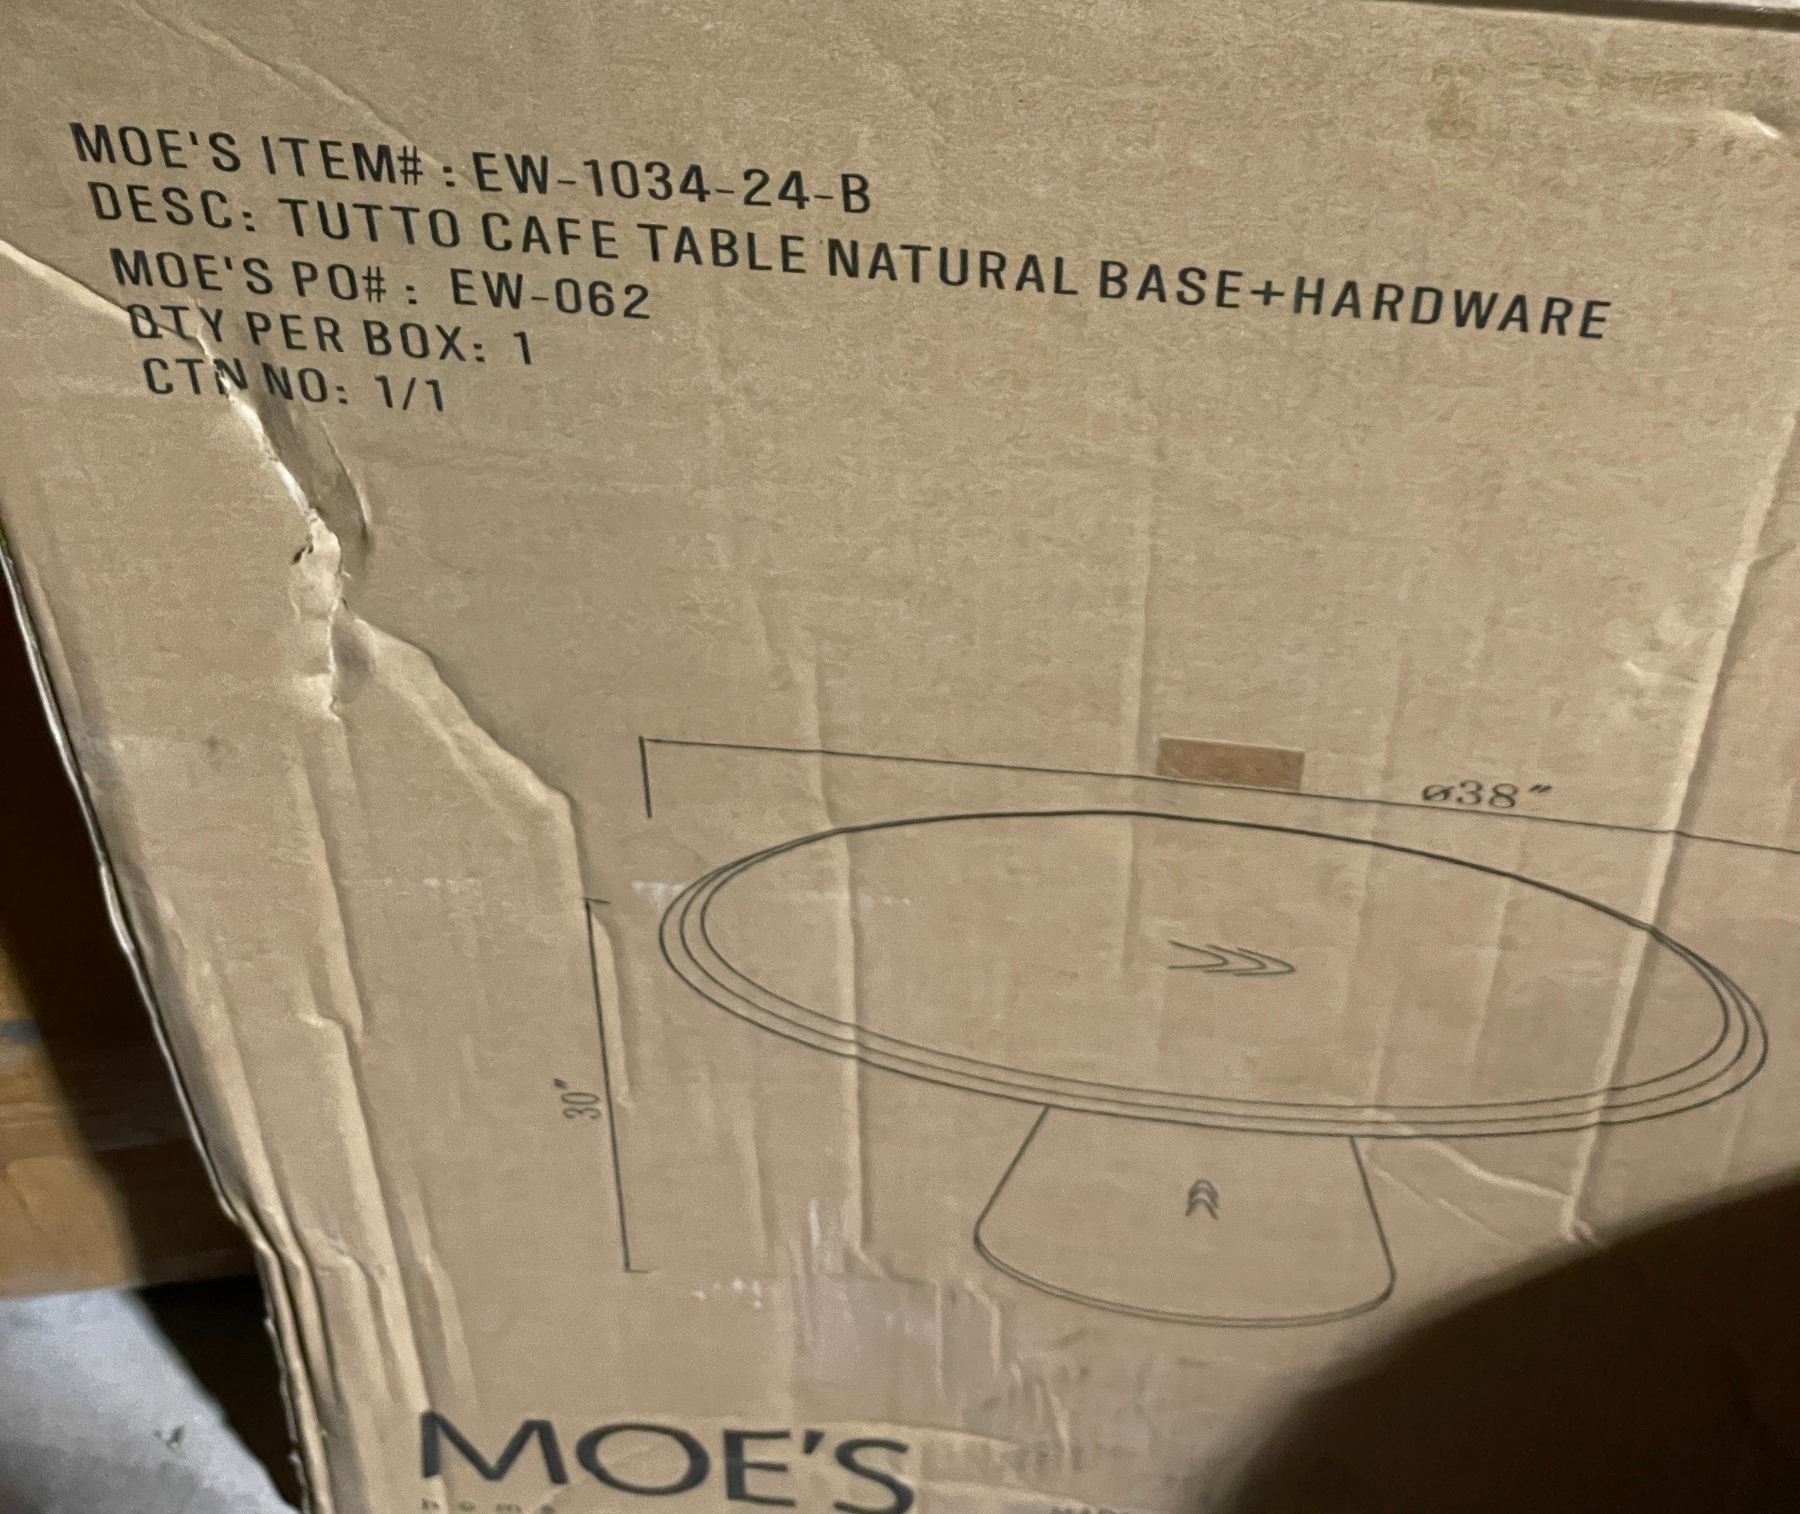 MOE'S ITEM# : EW-1034-24-B
DESC: TUTTO CAFE TABLE NATURAL BASE+HARDWARE
MOE'S PO# : EW-062
QTY PER BOX: 1
CTN NO: 1/1
ø38"
30"
MOE'S
home